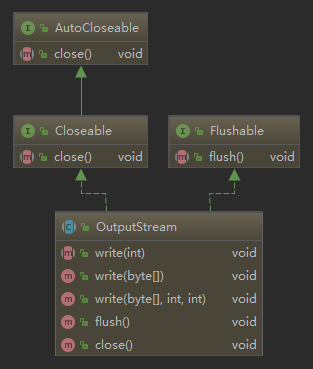 AutoCloseable
close() void
Closeable
close() void
Flushable
flush() void
OutputStream
write(int) void
write(byte[]) void
write(byte[], int, int) void
flush() void
close() void